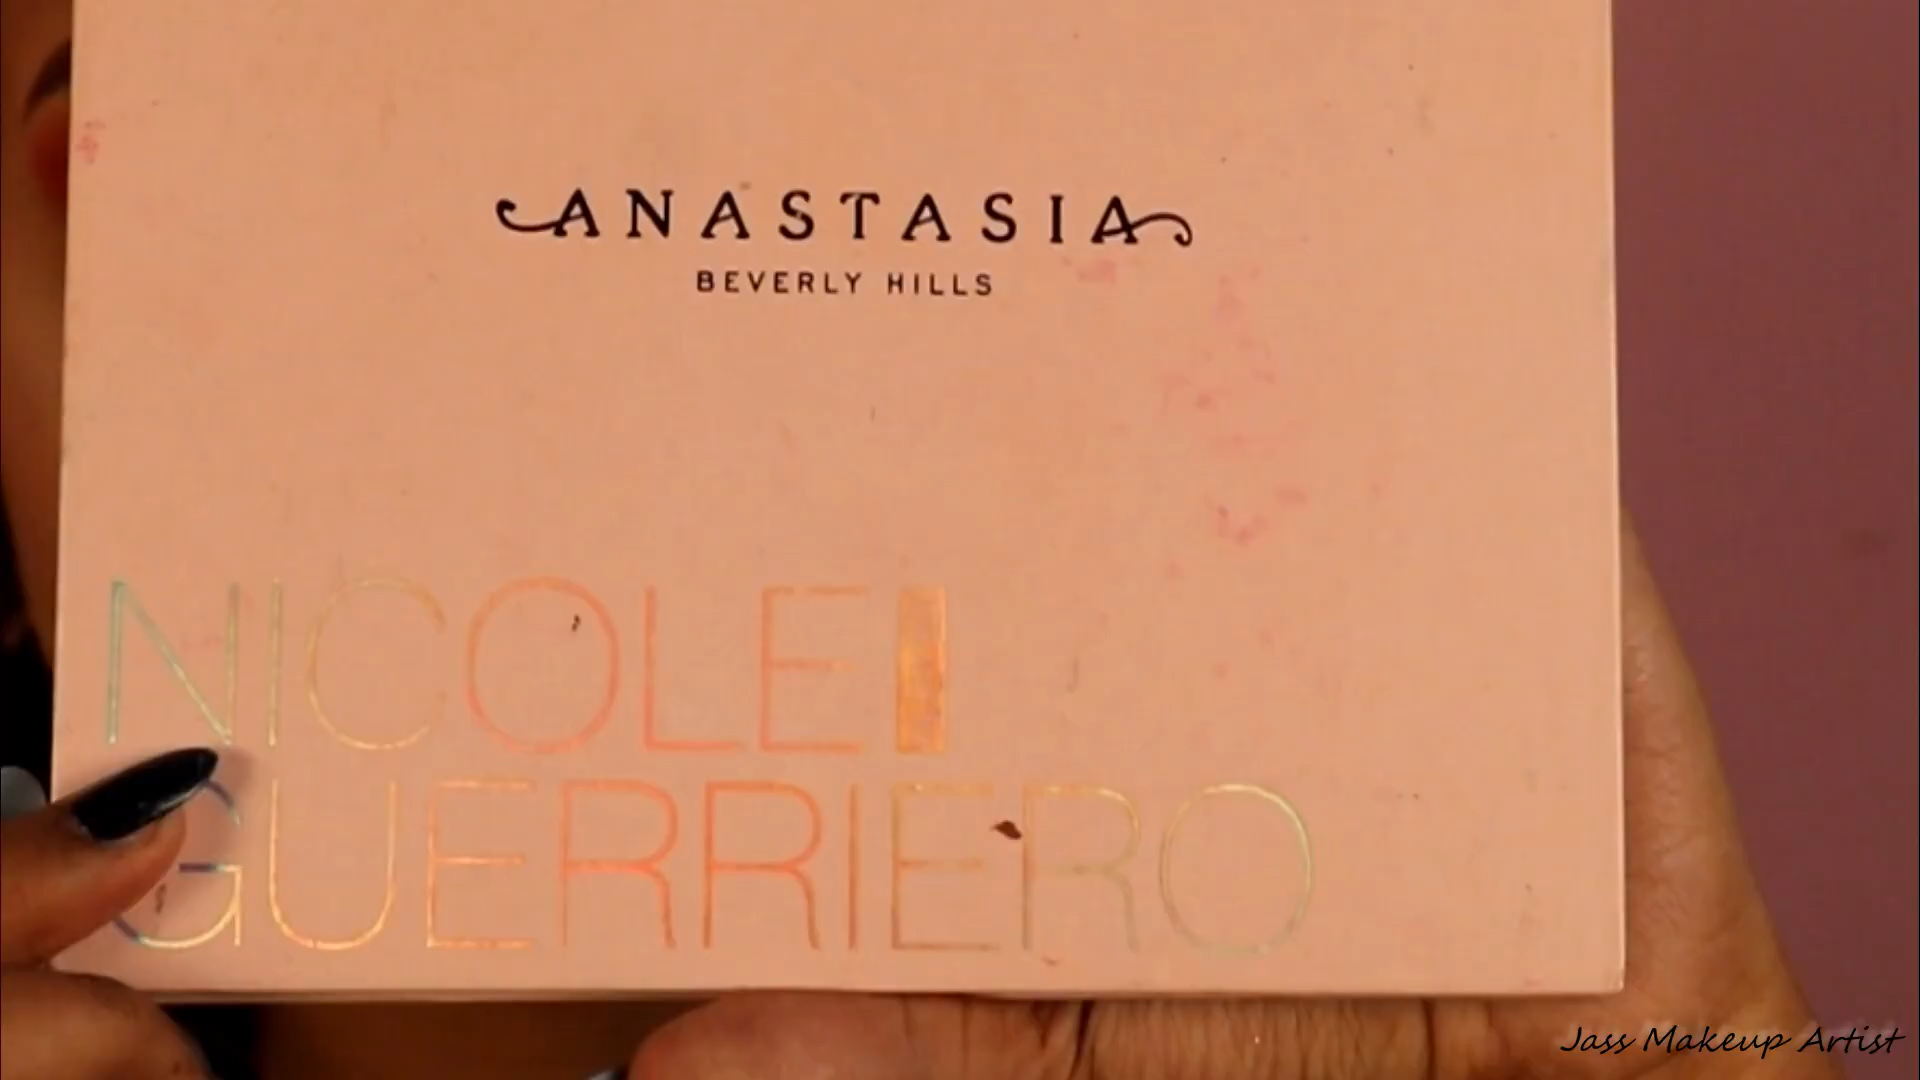 ANASTASIA
BEVERLY HILLS
NICOLE
GUERRIERO
Jass Makeup Artist